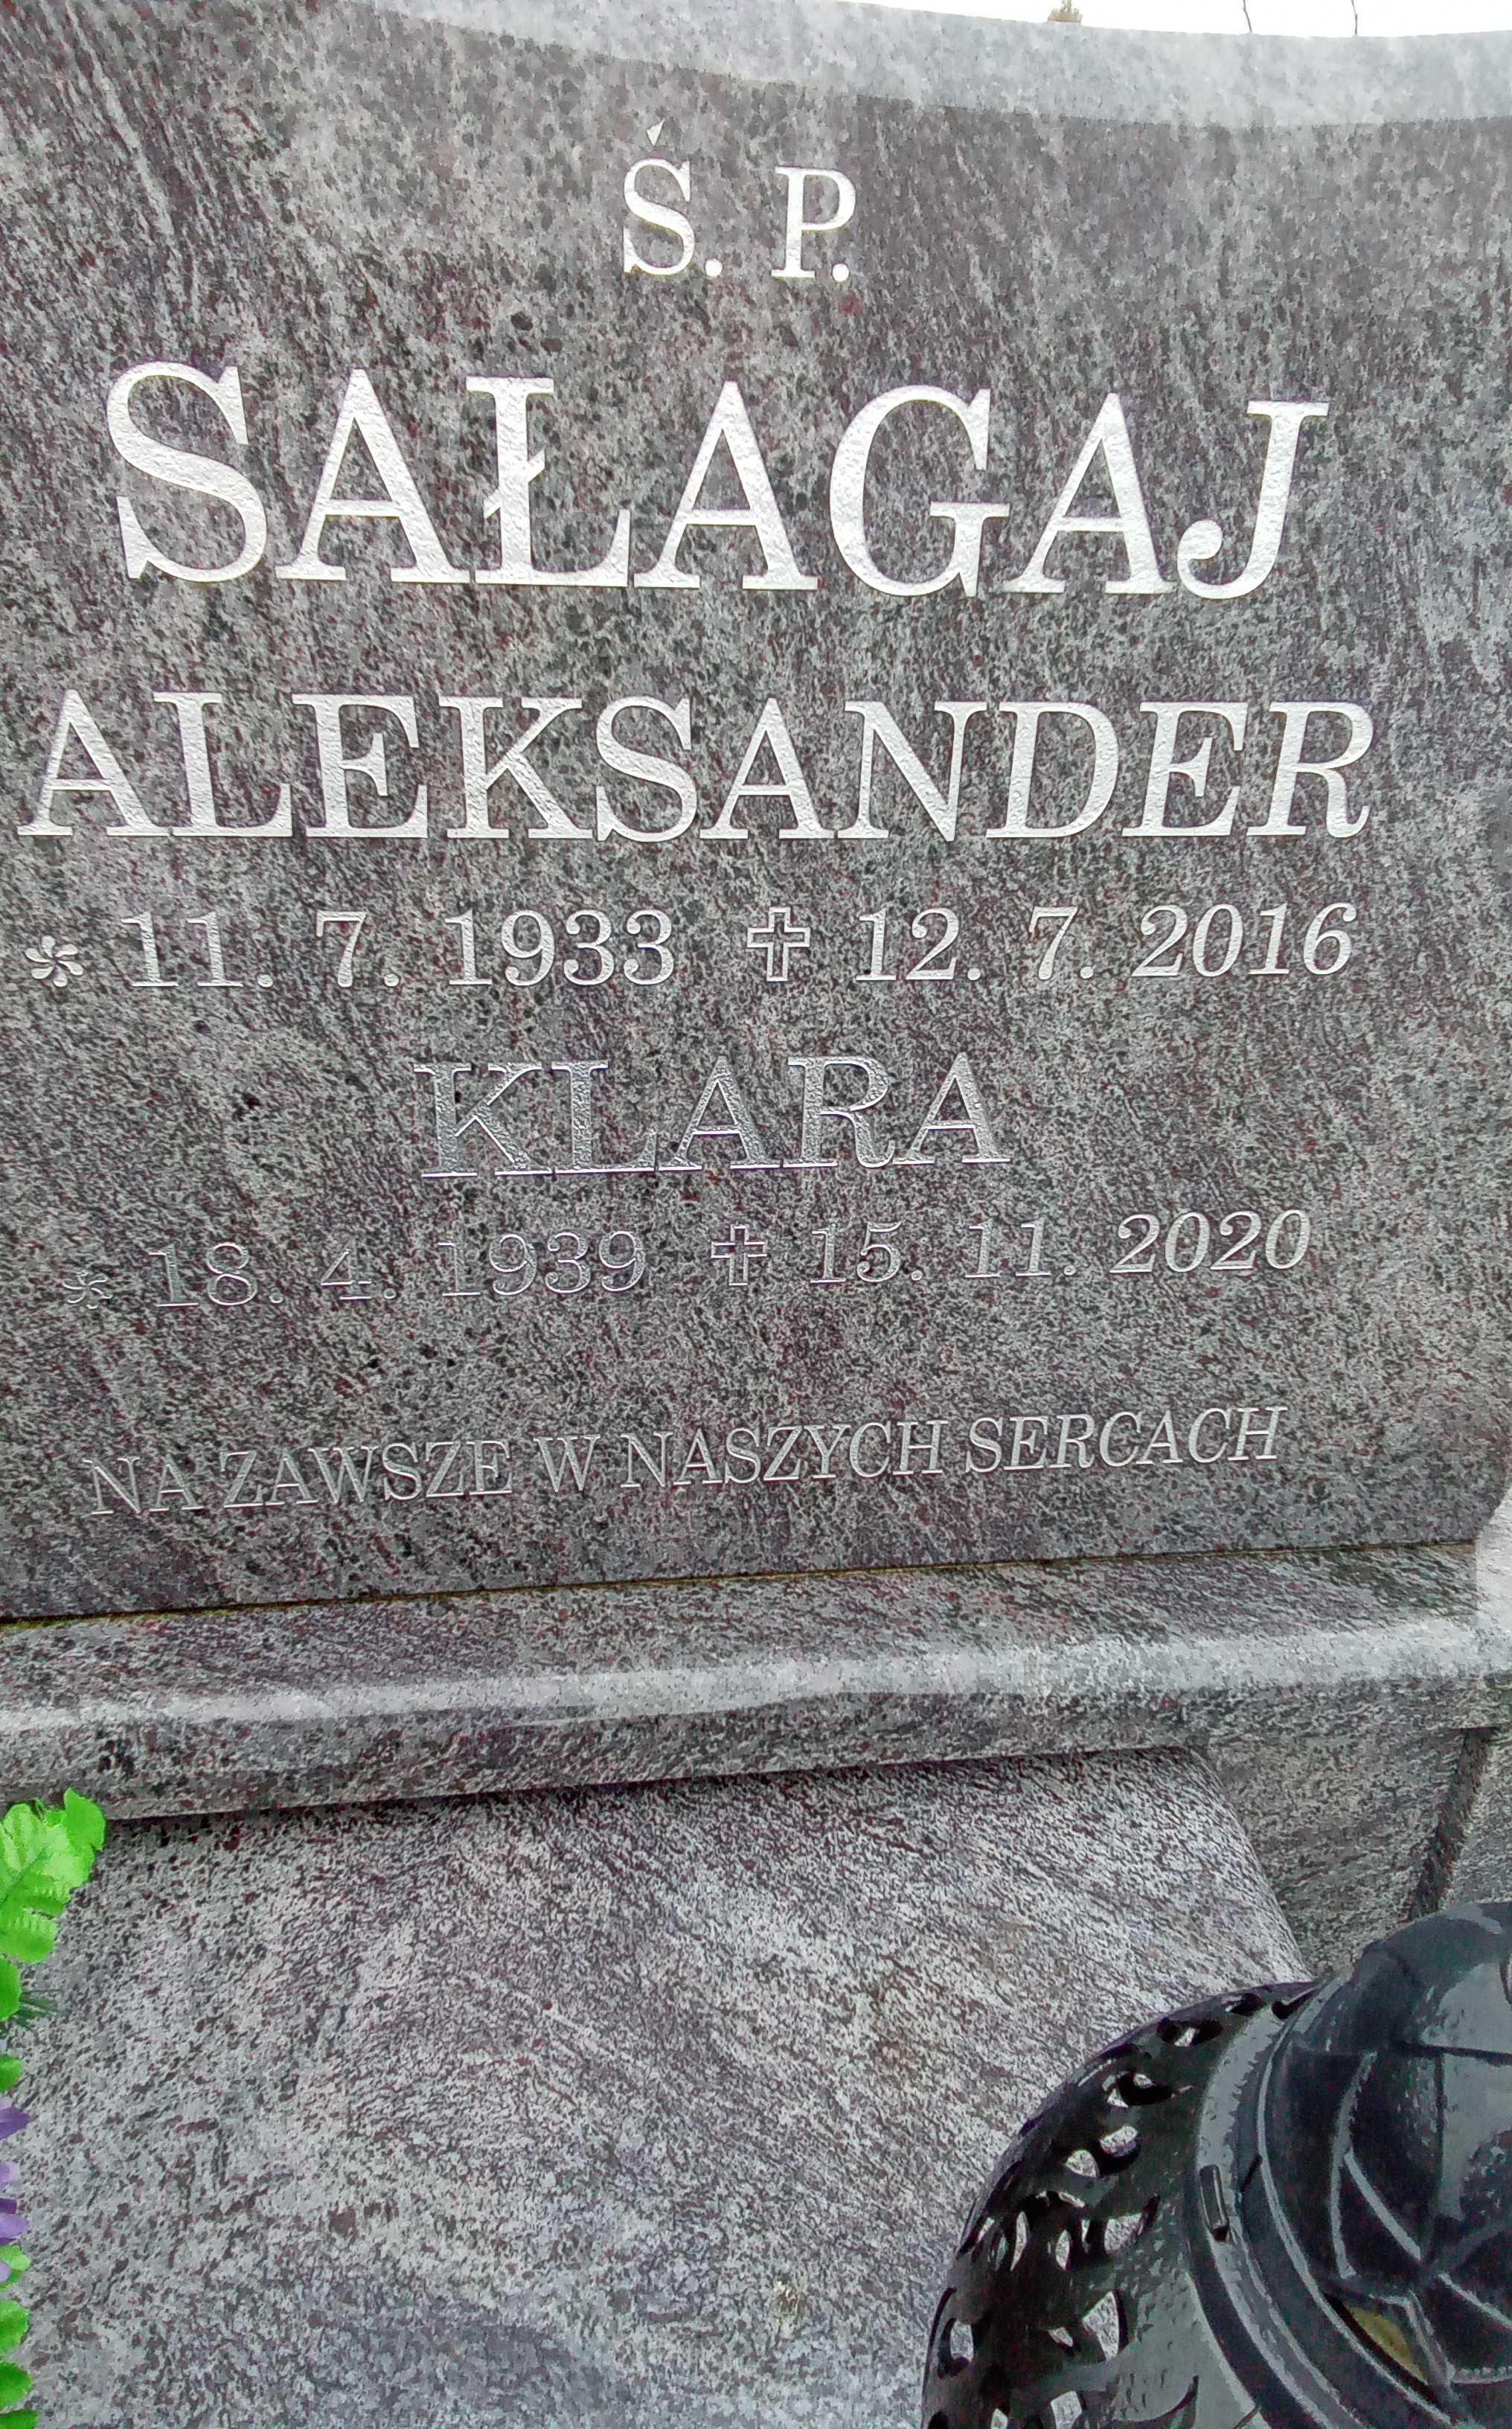 Ś. P.
SAŁAGAJ
ALEKSANDER
* 11. 7. 1933 ✝ 12. 7. 2016
KLARA
* 18. 4. 1939 ✝ 15. 11. 2020
NA ZAWSZE W NASZYCH SERCACH